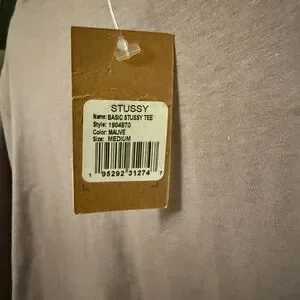 STUSSY
Name: BASIC STUSSY TEE
Style: 1904870
Color: MAUVE
Size: MEDIUM
1 95292 31274 7